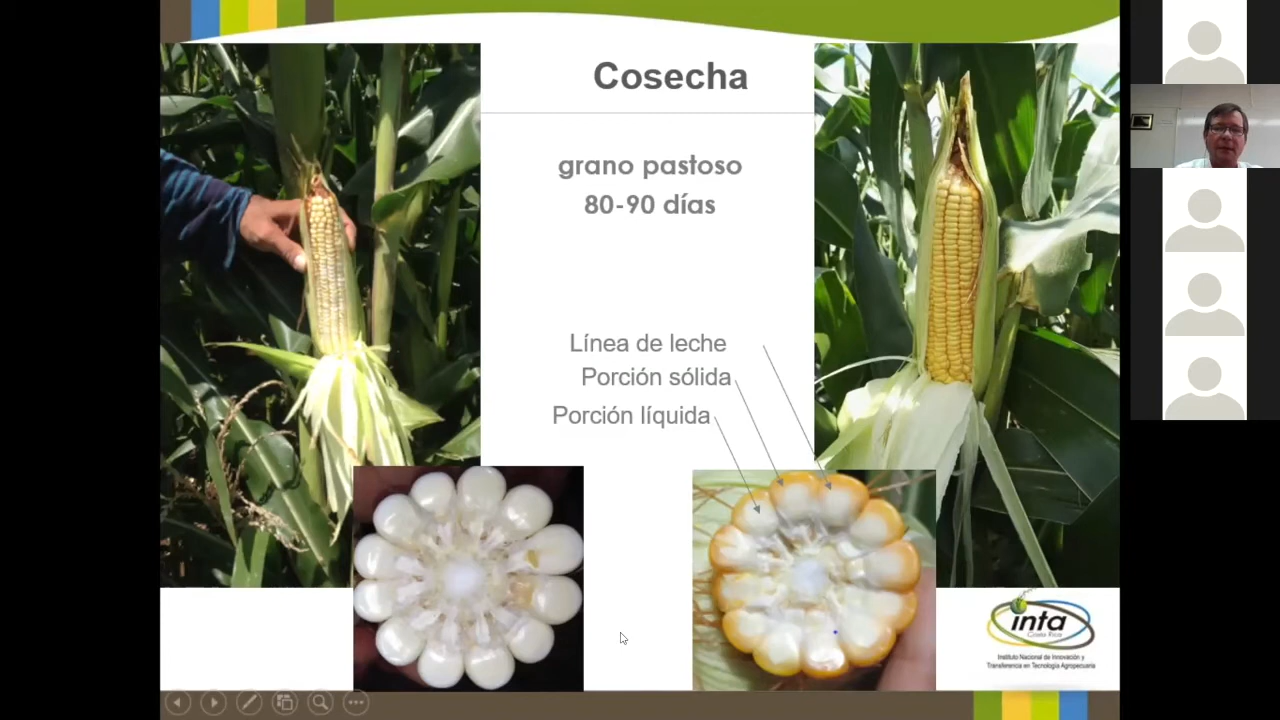 Cosecha
grano pastoso
80-90 días
Línea de leche
Porción sólida
Porción líquida
inta
Costa Rica
Instituto Nacional de Innovación y
Transferencia en Tecnología Agropecuaria